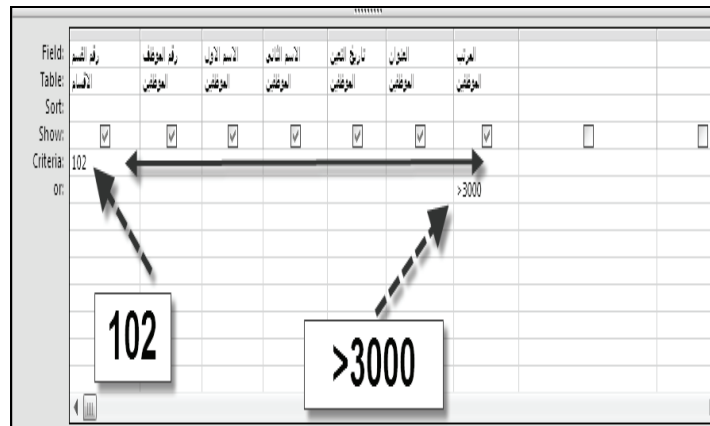 Field: رقم القسم رقم الموظف الاسم الاول الاسم الثانى تاريخ التعين العنوان المرتب
Table: الاقسام الموظفين الموظفين الموظفين الموظفين الموظفين الموظفين
Sort:
Show:
Criteria: 102
or: >3000
102
>3000